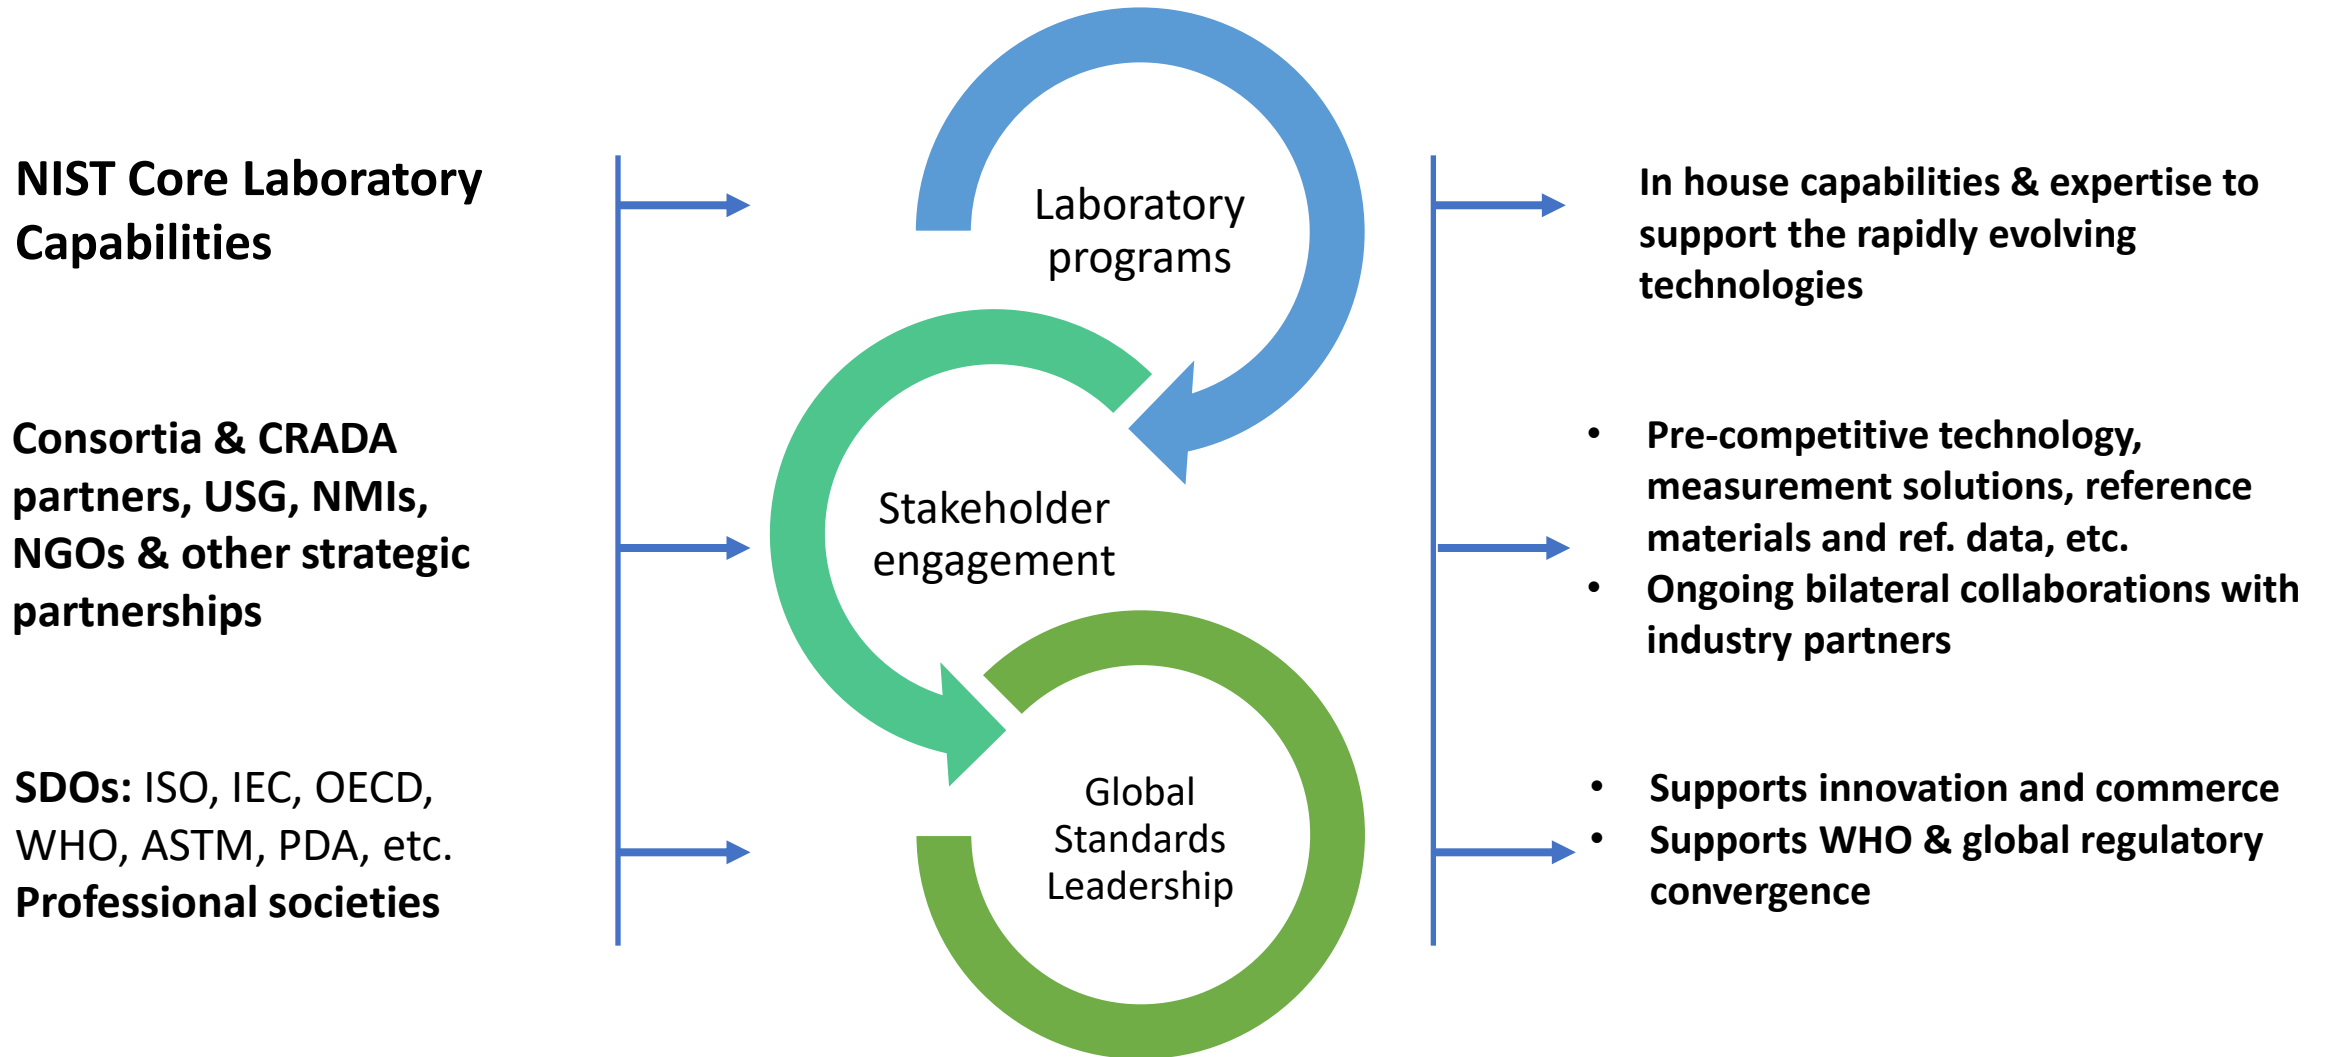 NIST Core Laboratory
Capabilities
Laboratory
programs
In house capabilities & expertise to
support the rapidly evolving
technologies
Consortia & CRADA
partners, USG, NMIs,
NGOs & other strategic
partnerships
Stakeholder
engagement
• Pre-competitive technology,
measurement solutions, reference
materials and ref. data, etc.
• Ongoing bilateral collaborations with
industry partners
SDOs: ISO, IEC, OECD,
WHO, ASTM, PDA, etc.
Professional societies
Global
Standards
Leadership
• Supports innovation and commerce
• Supports WHO & global regulatory
convergence